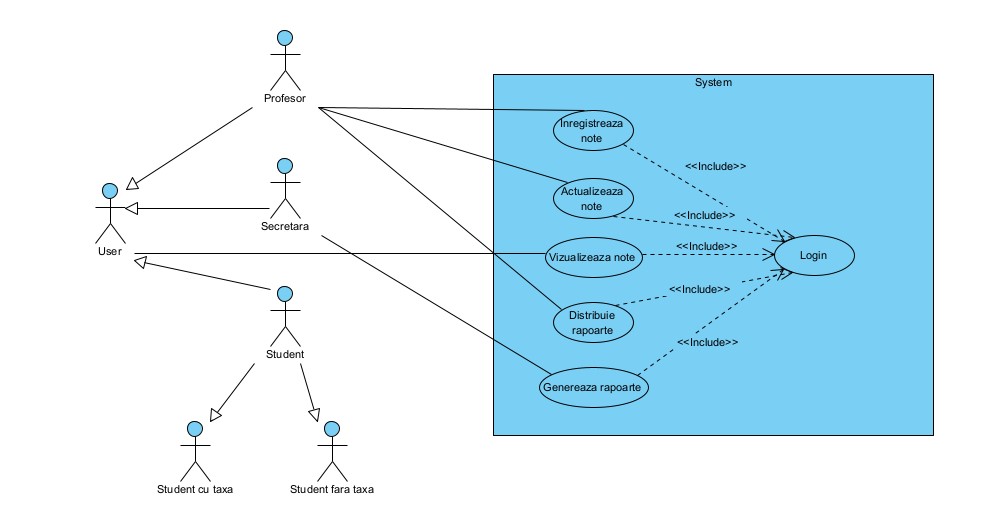 Profesor
System
Inregistreaza
note
<<Include>>
Secretara
Actualizeaza
note
<<Include>>
User
Vizualizeaza note
<<Include>>
Login
<<Include>>
Distribuie
rapoarte
<<Include>>
Student
Genereaza rapoarte
Student cu taxa
Student fara taxa